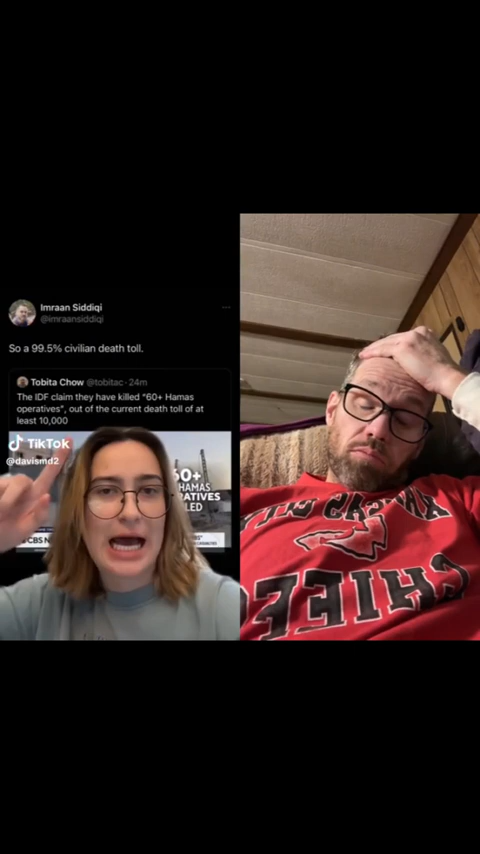 Imraan Siddiqi
@imraansiddiqi
So a 99.5% civilian death toll.
Tobita Chow @tobitac · 24m
The IDF claim they have killed "60+ Hamas
operatives", out of the current death toll of at
least 10,000
TikTok
@davismd2
60+
HAMAS
CBS N
KANSAS CITY
CHIEFS